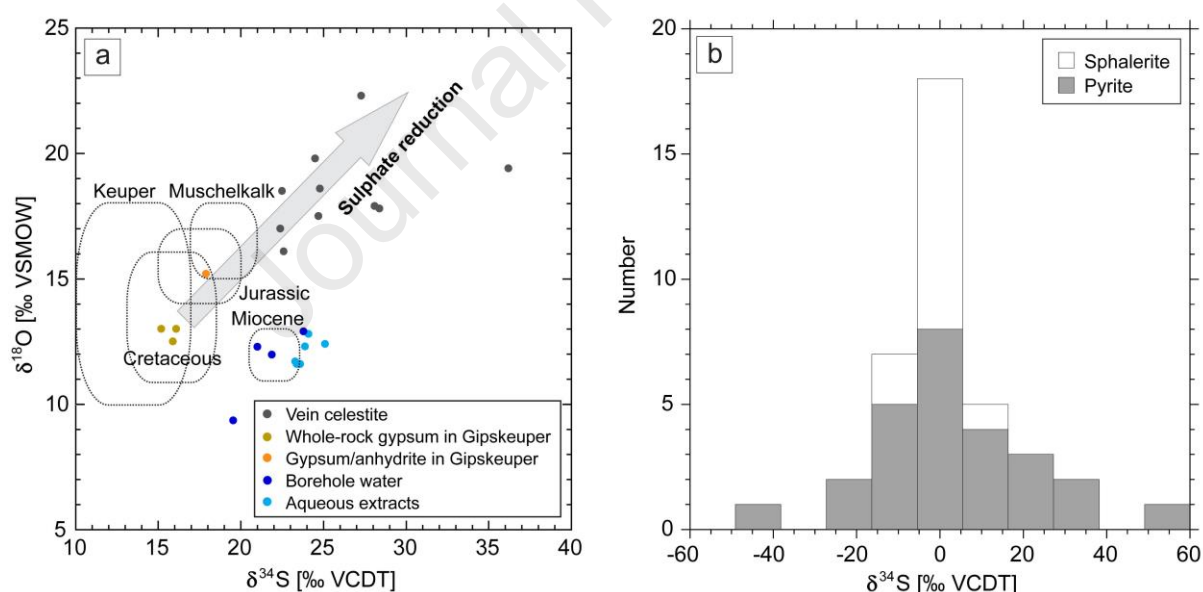 a
25
20
15
10
5
δ18O [‰ VSMOW]
Keuper
Muschelkalk
Sulphate reduction
Jurassic
Miocene
Cretaceous
Vein celestite
Whole-rock gypsum in Gipskeuper
Gypsum/anhydrite in Gipskeuper
Borehole water
Aqueous extracts
10 15 20 25 30 35 40
δ34S [‰ VCDT]
Journal
b
20
15
10
5
0
Number
Sphalerite
Pyrite
-60 -40 -20 0 20 40 60
δ34S [‰ VCDT]